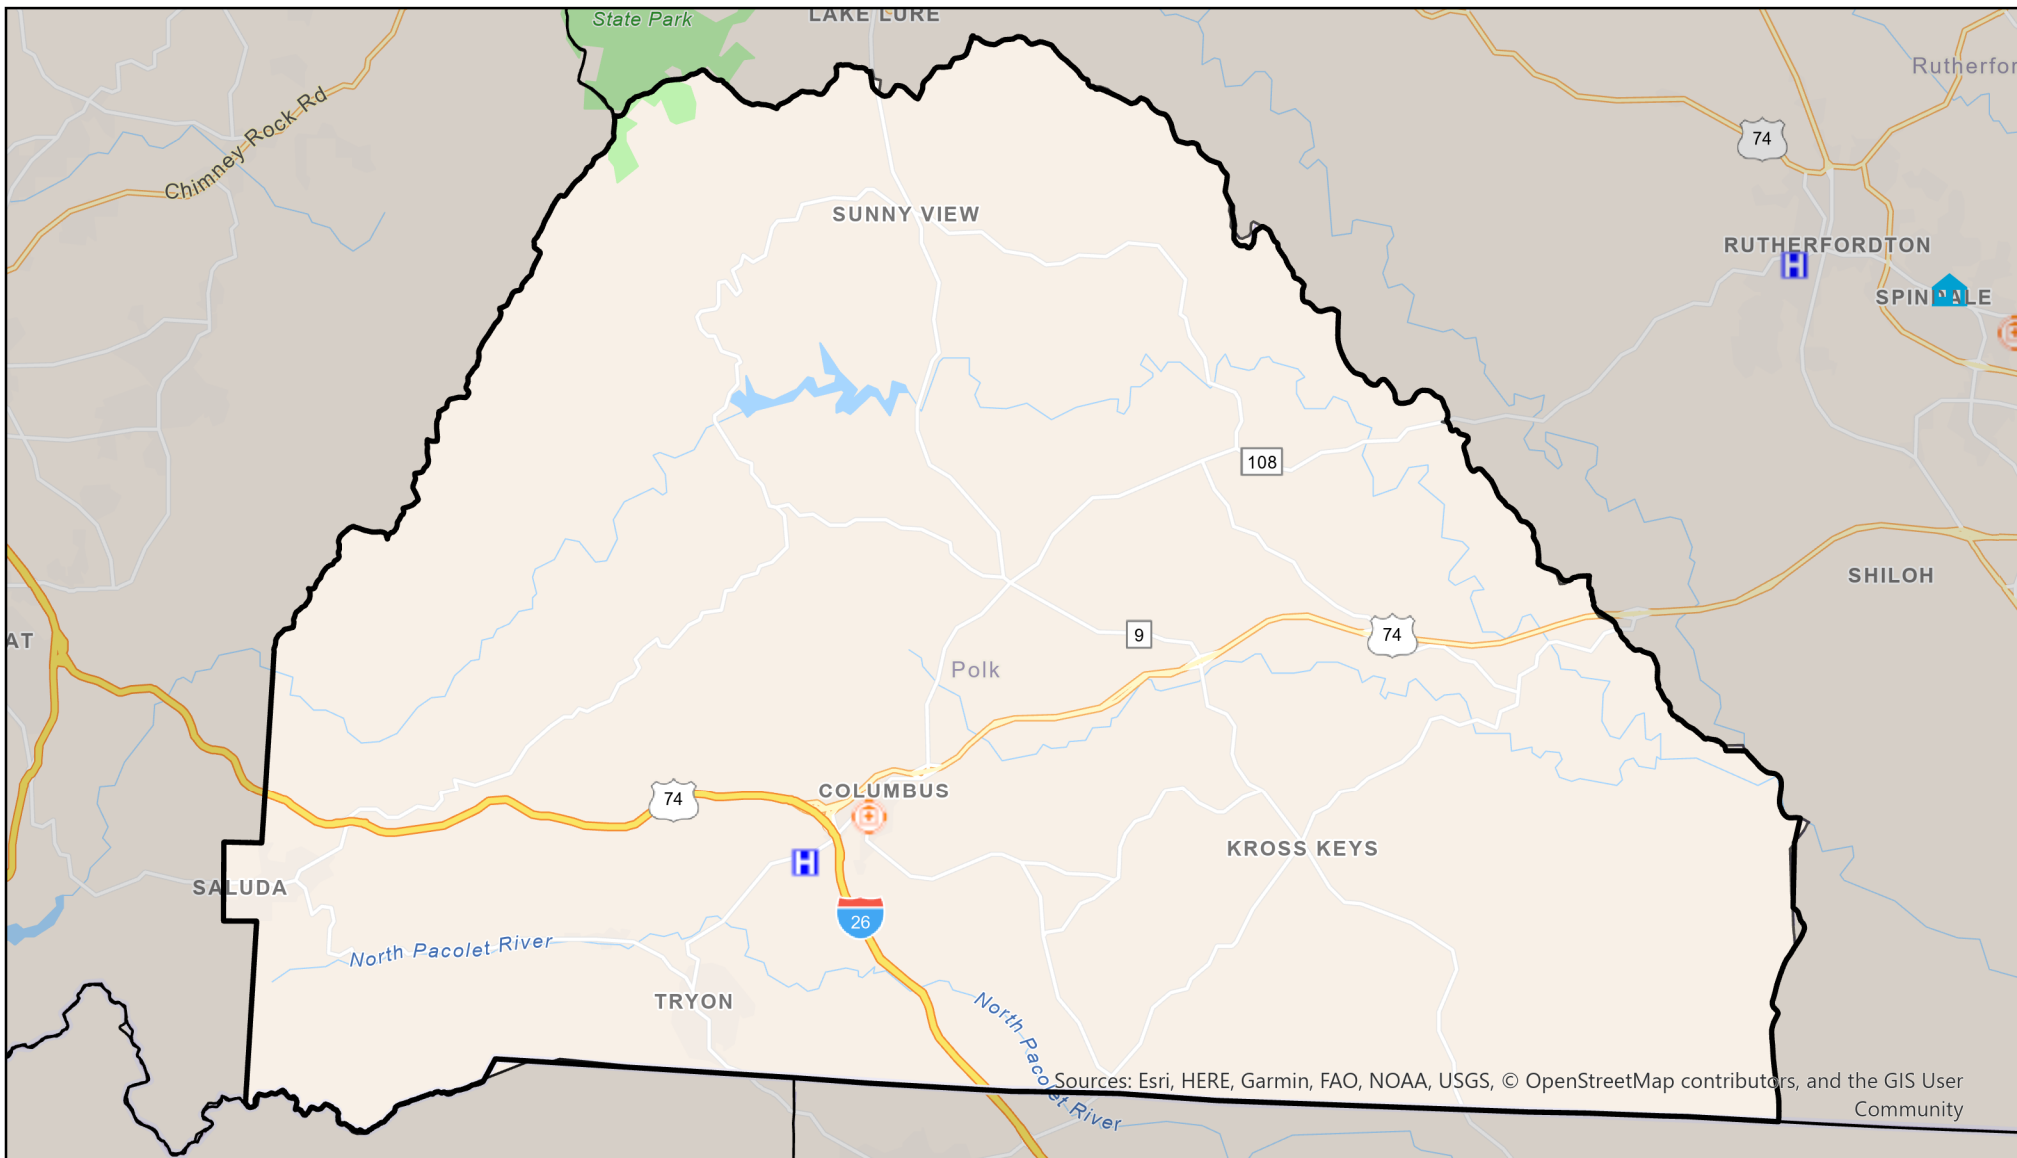 State Park
LAKE LURE
Rutherfor
Chimney Rock Rd
74
SUNNY VIEW
RUTHERFORDTON
H
SPINDALE
108
SHILOH
9
74
AT
Polk
COLUMBUS
74
KROSS KEYS
H
SALUDA
26
North Pacolet River
TRYON
North Pacolet River
Sources: Esri, HERE, Garmin, FAO, NOAA, USGS, © OpenStreetMap contributors, and the GIS User
Community